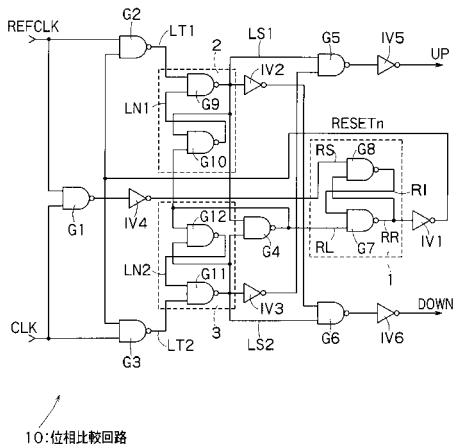 G2
LT1
REFCLK
2
LS1
G5
IV5
UP
LN1
G9
IV2
RESETn
G10
RS
G8
RI
G1
IV4
G12
G4
RL
G7
RR
IV1
LN2
G11
1
CLK
IV3
G3
LT2
3
LS2
G6
IV6
DOWN
10:位相比較回路